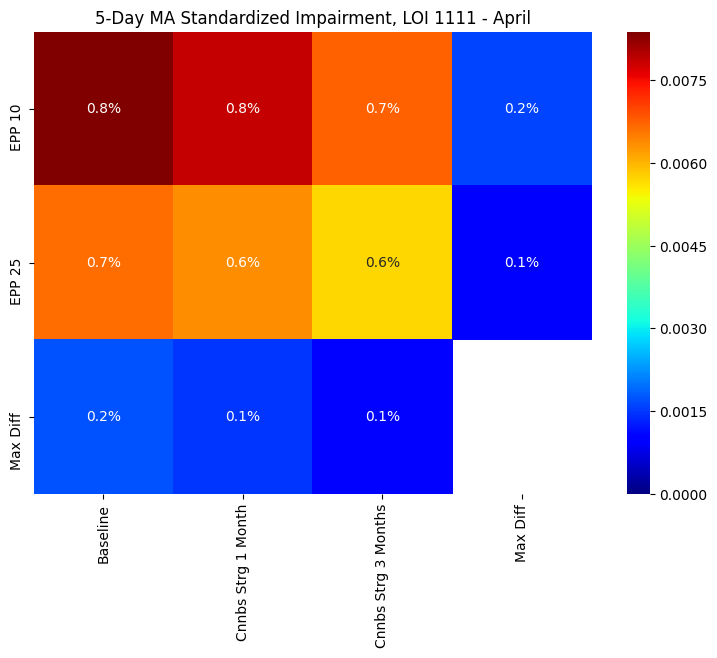 5-Day MA Standardized Impairment, LOI 1111 - April
EPP 10
0.8%
0.8%
0.7%
0.2%
EPP 25
0.7%
0.6%
0.6%
0.1%
Max Diff
0.2%
0.1%
0.1%
Baseline
Cnnbs Strg 1 Month
Cnnbs Strg 3 Months
Max Diff
0.0075
0.0060
0.0045
0.0030
0.0015
0.0000